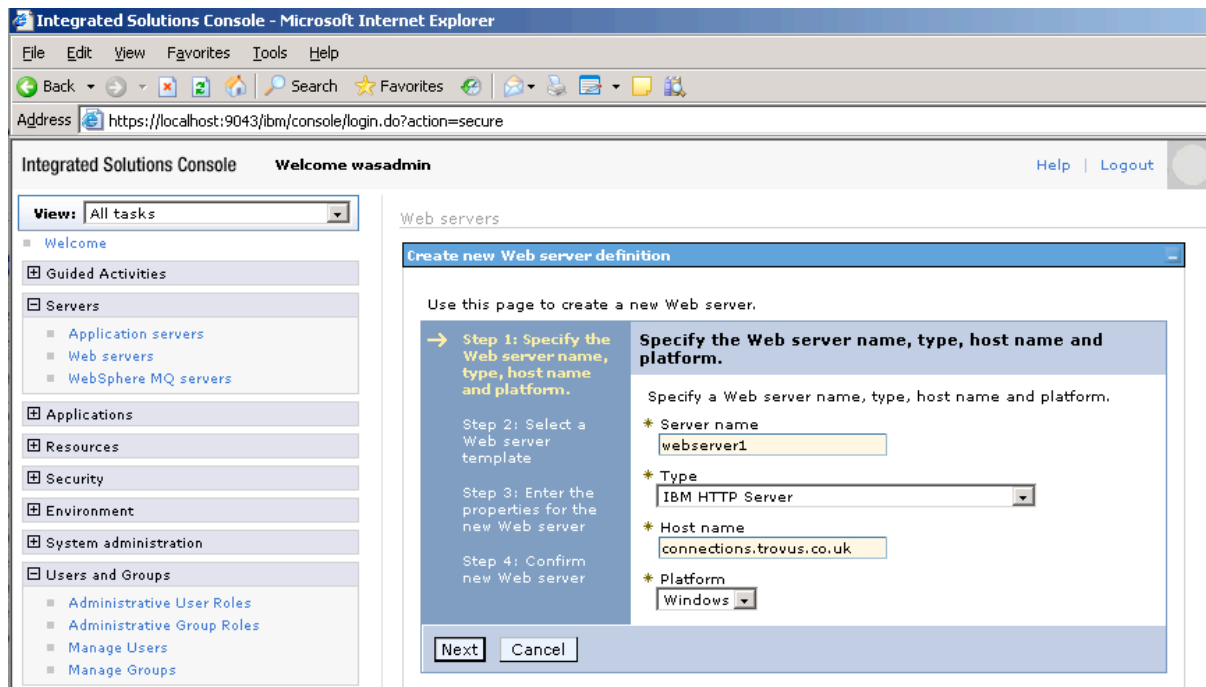 Integrated Solutions Console - Microsoft Internet Explorer
File Edit View Favorites Tools Help
Back Search Favorites
Address https://localhost:9043/ibm/console/login.do?action=secure
Integrated Solutions Console Welcome wasadmin Help | Logout
View: All tasks
Welcome
Guided Activities
Servers
Application servers
Web servers
WebSphere MQ servers
Applications
Resources
Security
Environment
System administration
Users and Groups
Administrative User Roles
Administrative Group Roles
Manage Users
Manage Groups
Web servers
Create new Web server definition
Use this page to create a new Web server.
Step 1: Specify the
Web server name,
type, host name
and platform.
Step 2: Select a
Web server
template
Step 3: Enter the
properties for the
new Web server
Step 4: Confirm
new Web server
Specify the Web server name, type, host name and
platform.
Specify a Web server name, type, host name and platform.
* Server name
webserver1
* Type
IBM HTTP Server
* Host name
connections.trovus.co.uk
* Platform
Windows
Next Cancel